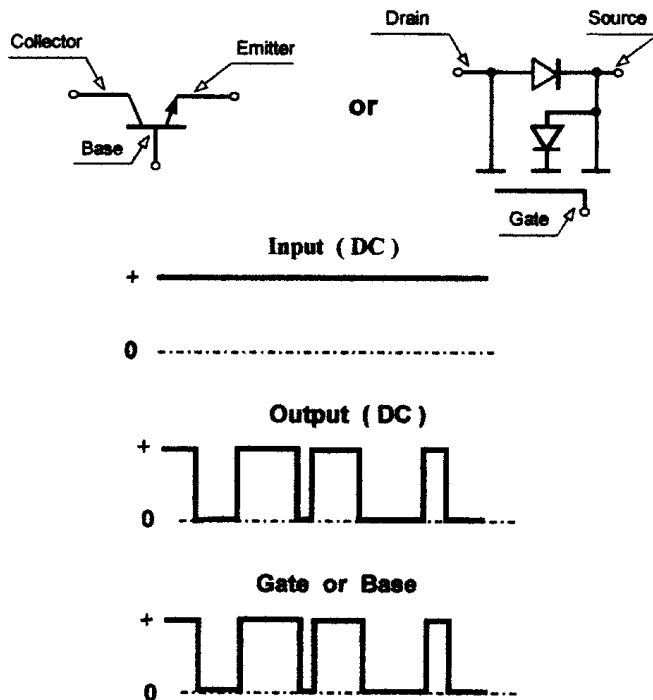 Collector
Emitter
Base
or
Drain
Source
Gate
Input ( DC )
+
0
Output ( DC )
+
0
Gate or Base
+
0